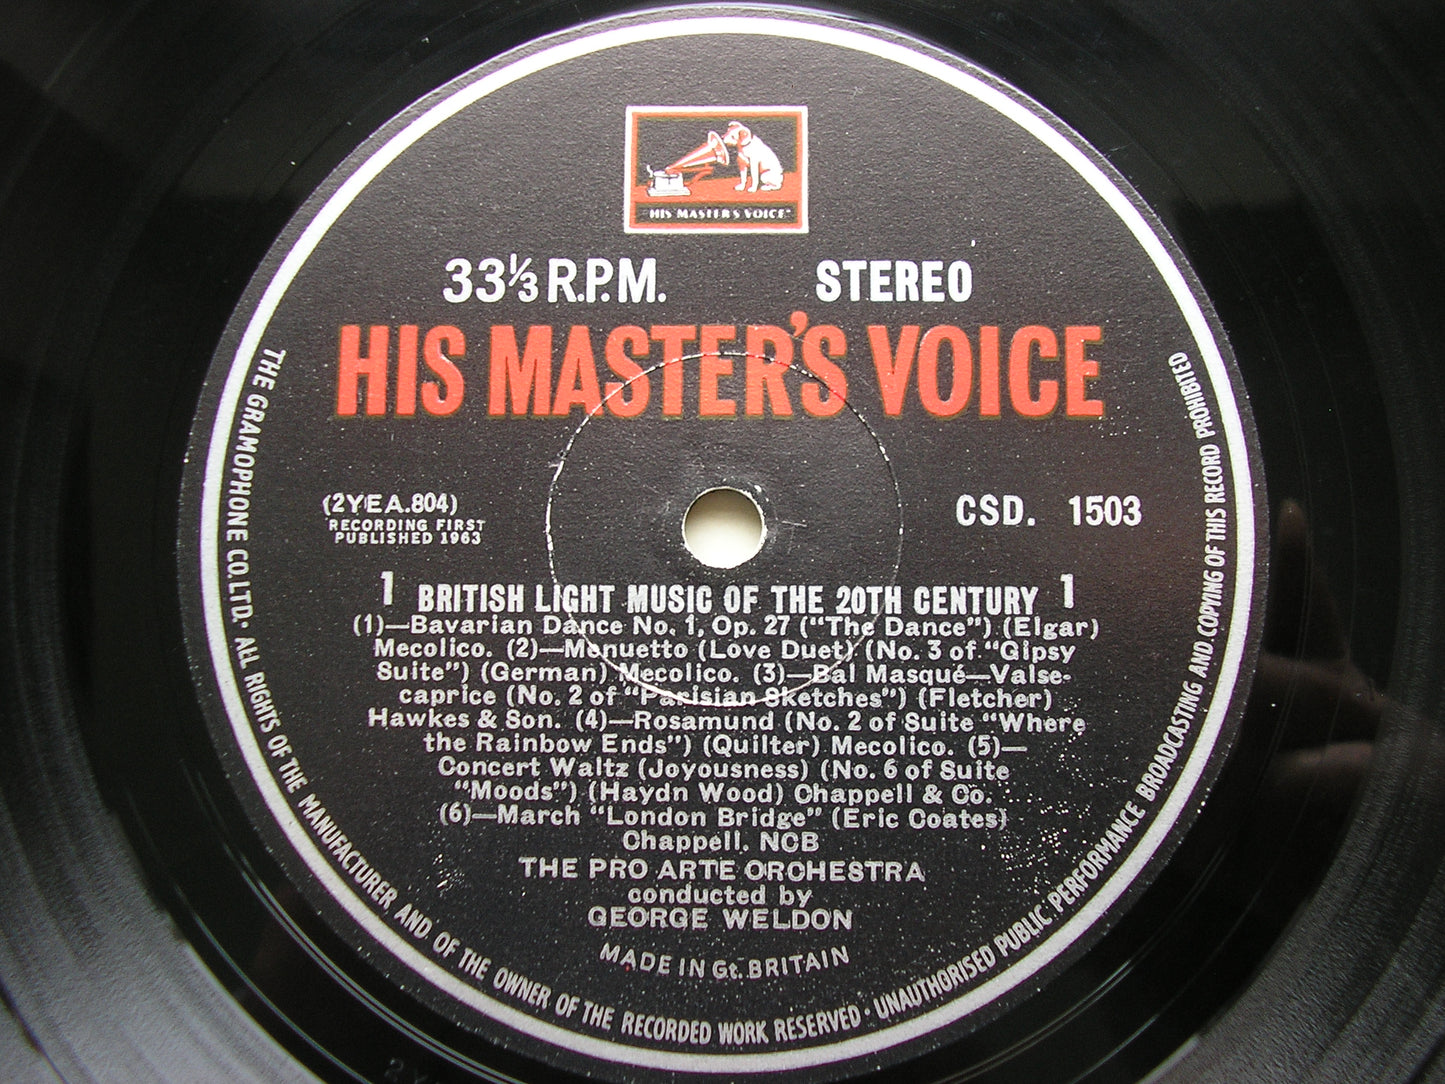 "HIS MASTER'S VOICE"
33⅓ R.P.M. STEREO
HIS MASTER'S VOICE
(2YEA.804)
RECORDING FIRST
PUBLISHED 1963
CSD. 1503
1 BRITISH LIGHT MUSIC OF THE 20TH CENTURY 1
(1)—Bavarian Dance No. 1, Op. 27 ("The Dance") (Elgar)
Mecolico. (2)—Menuetto (Love Duet) (No. 3 of "Gipsy
Suite") (German) Mecolico. (3)—Bal Masqué—Valse-
caprice (No. 2 of "Parisian Sketches") (Fletcher)
Hawkes & Son. (4)—Rosamund (No. 2 of Suite "Where
the Rainbow Ends") (Quilter) Mecolico. (5)—
Concert Waltz (Joyousness) (No. 6 of Suite
"Moods") (Haydn Wood) Chappell & Co.
(6)—March "London Bridge" (Eric Coates)
Chappell. NCB
THE PRO ARTE ORCHESTRA
conducted by
GEORGE WELDON
MADE IN Gt. BRITAIN
THE GRAMOPHONE CO. LTD. · ALL RIGHTS OF THE MANUFACTURER AND OF THE OWNER OF THE RECORDED WORK RESERVED · UNAUTHORISED PUBLIC PERFORMANCE BROADCASTING AND COPYING OF THIS RECORD PROHIBITED